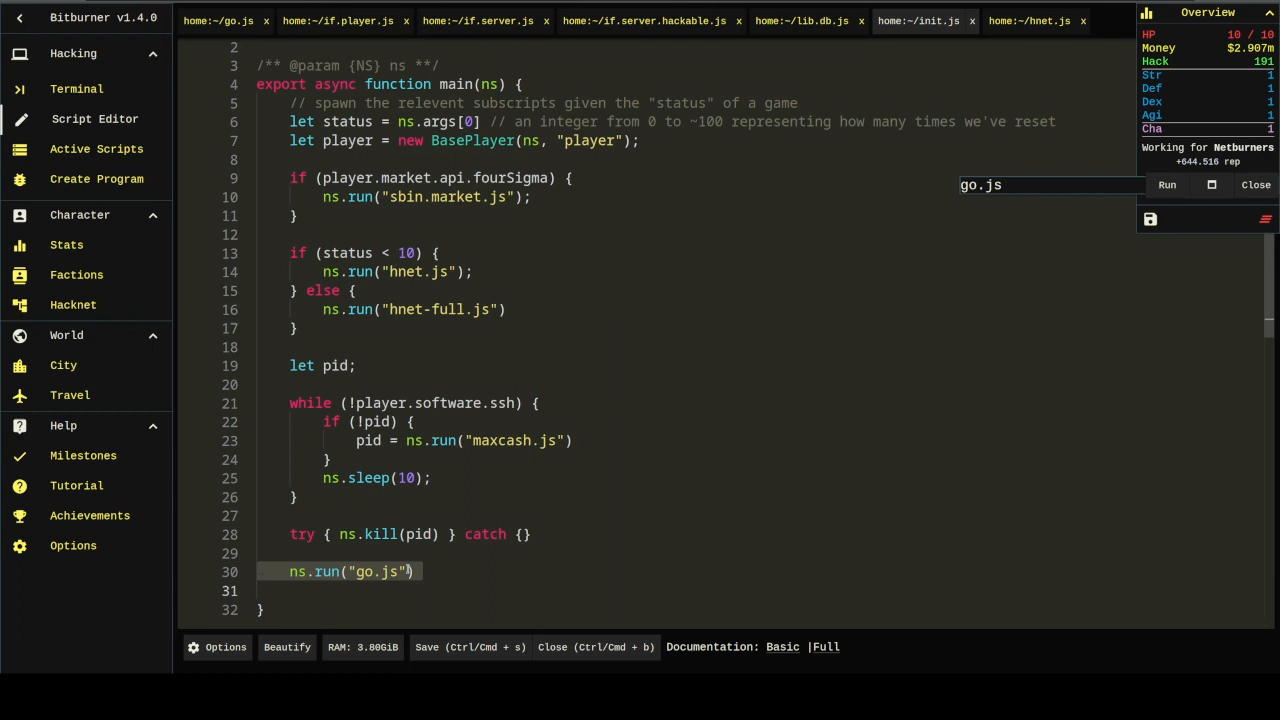 Bitburner v1.4.0
Hacking
Terminal
Script Editor
Active Scripts
Create Program
Character
Stats
Factions
Hacknet
World
City
Travel
Help
Milestones
Tutorial
Achievements
Options
home:~/go.js x
home:~/if.player.js x
home:~/if.server.js x
home:~/if.server.hackable.js x
home:~/lib.db.js x
home:~/init.js x
home:~/hnet.js x
2
3 /** @param {NS} ns **/
4 export async function main(ns) {
5 // spawn the relevent subscripts given the "status" of a game
6 let status = ns.args[0] // an integer from 0 to ~100 representing how many times we've reset
7 let player = new BasePlayer(ns, "player");
8
9 if (player.market.api.fourSigma) {
10 ns.run("sbin.market.js");
11 }
12
13 if (status < 10) {
14 ns.run("hnet.js");
15 } else {
16 ns.run("hnet-full.js")
17 }
18
19 let pid;
20
21 while (!player.software.ssh) {
22 if (!pid) {
23 pid = ns.run("maxcash.js")
24 }
25 ns.sleep(10);
26 }
27
28 try { ns.kill(pid) } catch {}
29
30 ns.run("go.js")
31
32 }
Options
Beautify
RAM: 3.80GiB
Save (Ctrl/Cmd + s)
Close (Ctrl/Cmd + b)
Documentation: Basic |Full
Overview
HP 10 / 10
Money $2.907m
Hack 191
Str 1
Def 1
Dex 1
Agi 1
Cha 1
Working for Netburners
+644.516 rep
go.js
Run
Close